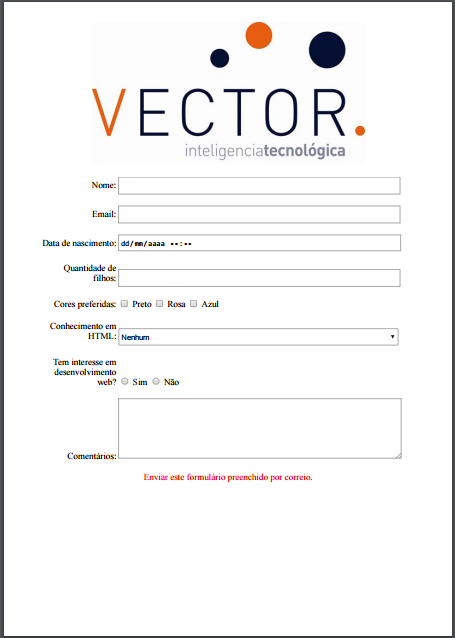 VECTOR.
inteligenciatecnológica
Nome:
Email:
Data de nascimento: dd/mm/aaaa --:--
Quantidade de
filhos:
Cores preferidas: Preto Rosa Azul
Conhecimento em
HTML: Nenhum
Tem interesse em
desenvolvimento
web? Sim Não
Comentários:
Enviar este formulário preenchido por correio.